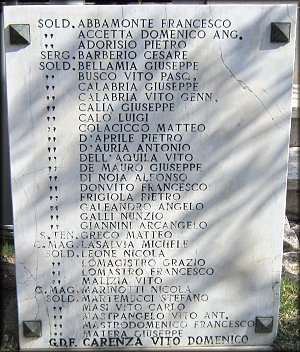 SOLD. ABBAMONTE FRANCESCO
,, ACCETTA DOMENICO ANG.
,, ADORISIO PIETRO
SERG. BARBERIO CESARE
SOLD. BELLAMIA GIUSEPPE
,, BUSCO VITO PASQ.
,, CALABRIA GIUSEPPE
,, CALABRIA VITO GENN.
,, CALIA GIUSEPPE
,, CALO LUIGI
,, COLACICCO MATTEO
,, D'APRILE PIETRO
,, D'AURIA ANTONIO
,, DELL'AQUILA VITO
,, DE MAURO GIUSEPPE
,, DI NOIA ALFONSO
,, DONVITO FRANCESCO
,, FRIGIOLA PIETRO
,, GALEANDRO ANGELO
,, GALLI NUNZIO
,, GIANNINI ARCANGELO
S. TEN. GRECO MATTEO
C. MAG. LASALVIA MICHELE
SOLD. LEONE NICOLA
,, LOMAGISTRO GRAZIO
,, LOMASTRO FRANCESCO
,, MALIZIA VITO
C. MAG. MARINOTTI NICOLA
SOLD. MARTEMUCCI STEFANO
,, MASI VITO CARLO
,, MASTRANGELO VITO ANT.
,, MASTRODOMENICO FRANCESCO
,, MATERA GIUSEPPE
G.D.F. CARENZA VITO DOMENICO